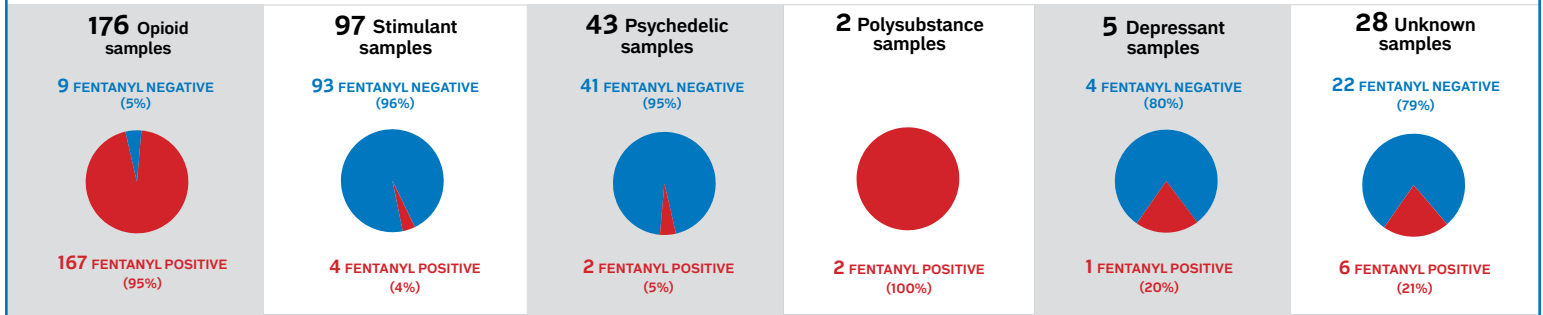 176 Opioid
samples
9 FENTANYL NEGATIVE
(5%)
167 FENTANYL POSITIVE
(95%)
97 Stimulant
samples
93 FENTANYL NEGATIVE
(96%)
4 FENTANYL POSITIVE
(4%)
43 Psychedelic
samples
41 FENTANYL NEGATIVE
(95%)
2 FENTANYL POSITIVE
(5%)
2 Polysubstance
samples
2 FENTANYL POSITIVE
(100%)
5 Depressant
samples
4 FENTANYL NEGATIVE
(80%)
1 FENTANYL POSITIVE
(20%)
28 Unknown
samples
22 FENTANYL NEGATIVE
(79%)
6 FENTANYL POSITIVE
(21%)